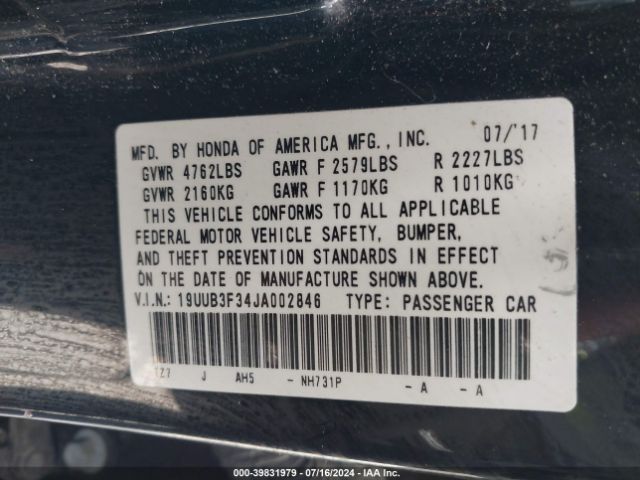 MFD. BY HONDA OF AMERICA MFG., INC. 07/'17
GVWR 4762LBS GAWR F 2579LBS R 2227LBS
GVWR 2160KG GAWR F 1170KG R 1010KG
THIS VEHICLE CONFORMS TO ALL APPLICABLE
FEDERAL MOTOR VEHICLE SAFETY, BUMPER,
AND THEFT PREVENTION STANDARDS IN EFFECT
ON THE DATE OF MANUFACTURE SHOWN ABOVE.
V.I.N.: 19UUB3F34JA002846 TYPE: PASSENGER CAR
TZ7 J AH5 - NH731P - A - A
000-39831979 - 07/16/2024 - IAA Inc.